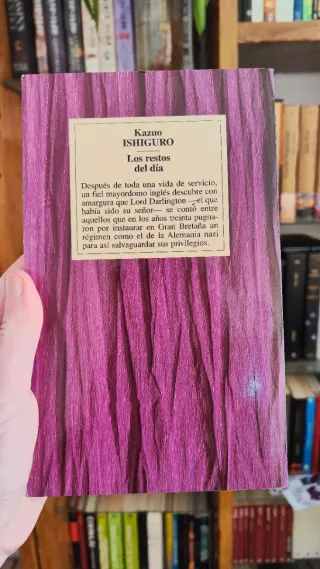 Kazuo
ISHIGURO
Los restos
del día
Después de toda una vida de servicio,
un fiel mayordomo inglés descubre con
amargura que Lord Darlington —el que
había sido su señor— se contó entre
aquellos que en los años treinta pugna-
ron por instaurar en Gran Bretaña un
régimen como el de la Alemania nazi
para así salvaguardar sus privilegios.